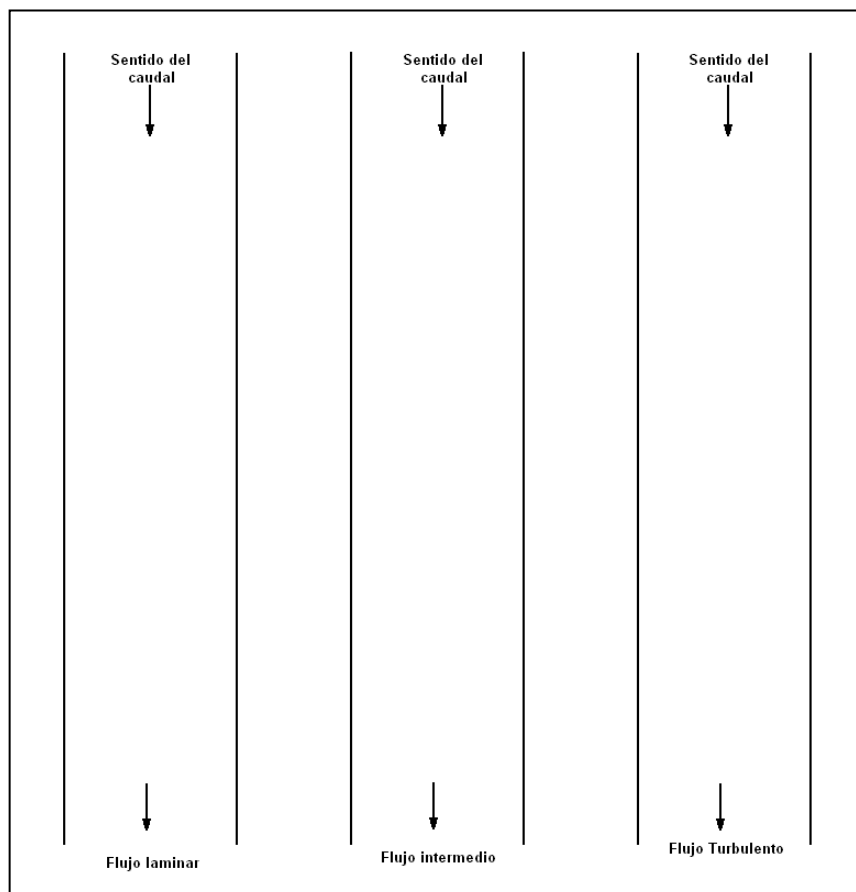 Sentido del
caudal
Sentido del
caudal
Sentido del
caudal
Flujo laminar
Flujo intermedio
Flujo Turbulento